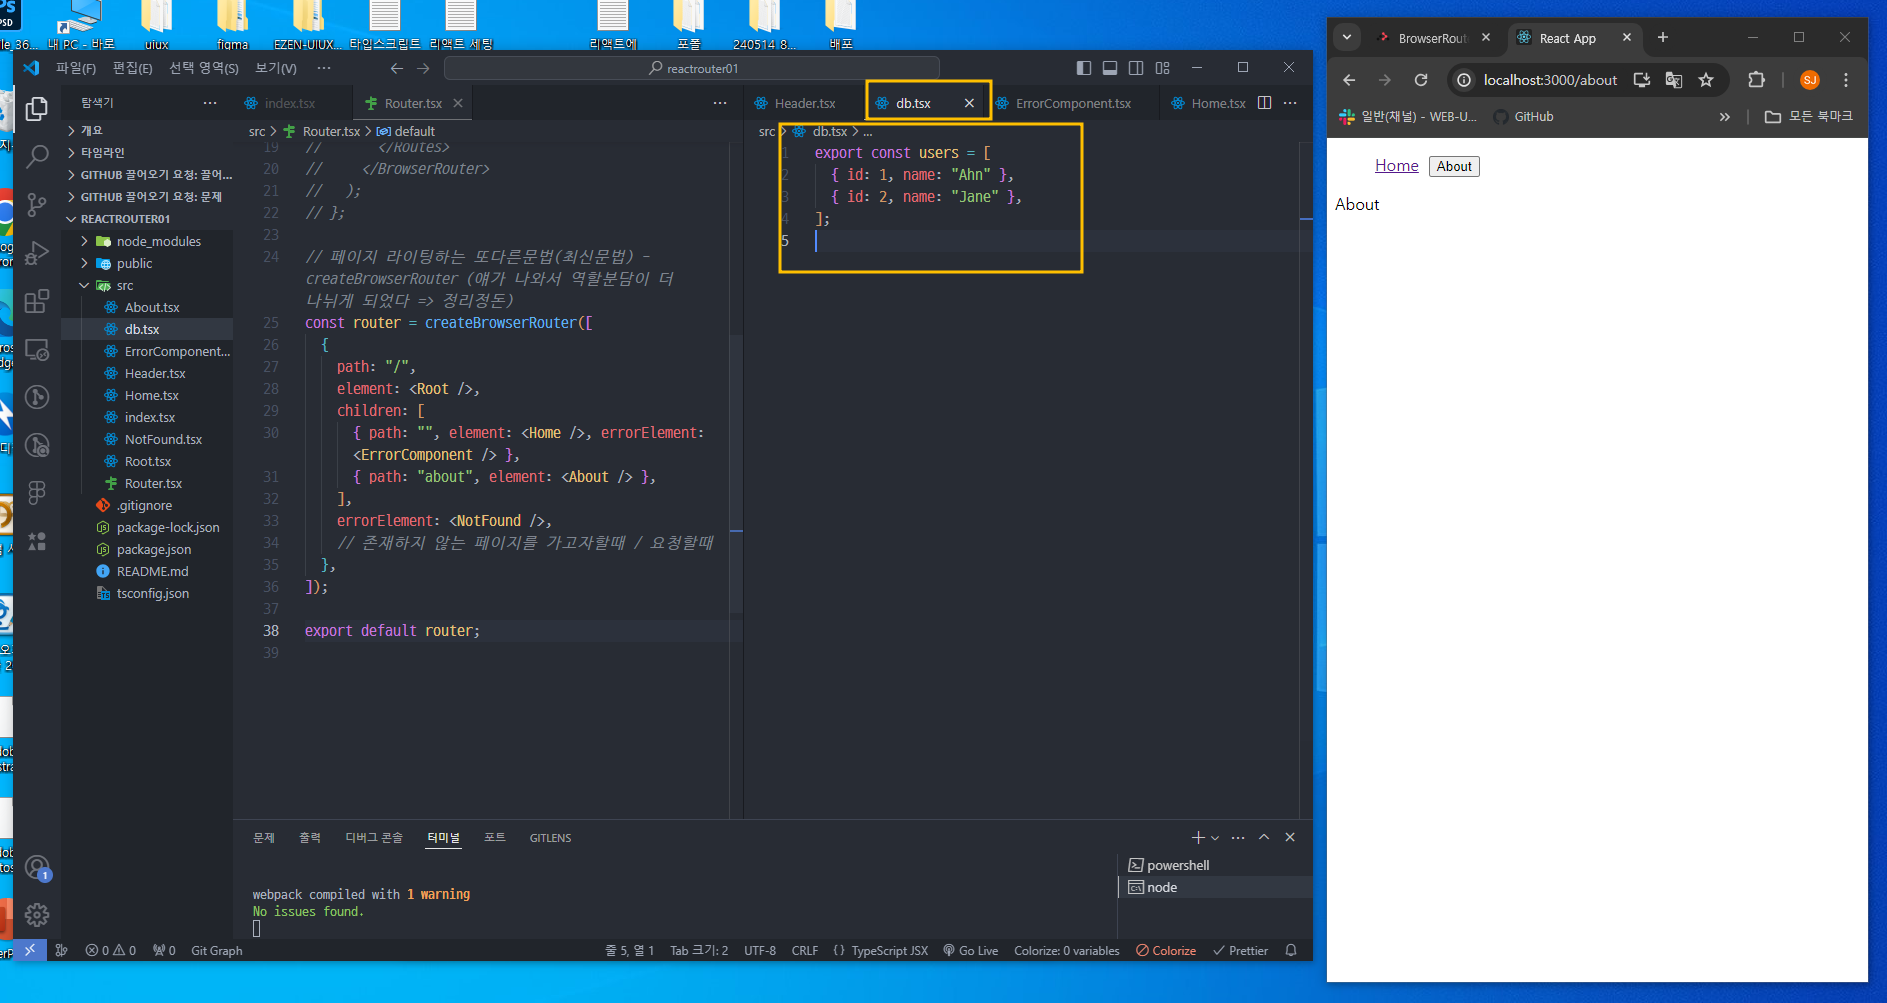 내 PC - 바로
uiux
figma
EZEN-UIUX...
타입스크립트
리액트 세팅
리액트에
포폴
240514-8...
배포
파일(F) 편집(E) 선택 영역(S) 보기(V) ···
reactrouter01
탐색기
개요
타임라인
GITHUB 끌어오기 요청: 끌어...
GITHUB 끌어오기 요청: 문제
REACTROUTER01
node_modules
public
src
About.tsx
db.tsx
ErrorComponent...
Header.tsx
Home.tsx
index.tsx
NotFound.tsx
Root.tsx
Router.tsx
.gitignore
package-lock.json
package.json
README.md
tsconfig.json
index.tsx Router.tsx
src > Router.tsx > default
19 // </Routes>
20 // </BrowserRouter>
21 // );
22 // };
23
24 // 페이지 라이팅하는 또다른문법(최신문법) -
createBrowserRouter (얘가 나와서 역할분담이 더
나뉘게 되었다 => 정리정돈)
25 const router = createBrowserRouter([
26 {
27 path: "/",
28 element: <Root />,
29 children: [
30 { path: "", element: <Home />, errorElement:
<ErrorComponent /> },
31 { path: "about", element: <About /> },
32 ],
33 errorElement: <NotFound />,
34 // 존재하지 않는 페이지를 가고자할때 / 요청할때
35 },
36 ]);
37
38 export default router;
39
Header.tsx db.tsx ErrorComponent.tsx Home.tsx
src > db.tsx > ...
1 export const users = [
2 { id: 1, name: "Ahn" },
3 { id: 2, name: "Jane" },
4 ];
5
문제 출력 디버그 콘솔 터미널 포트 GITLENS
webpack compiled with 1 warning
No issues found.
powershell
node
1
0 0 0 Git Graph
줄 5, 열 1 Tab 크기: 2 UTF-8 CRLF {} TypeScript JSX Go Live Colorize: 0 variables Colorize Prettier
BrowserRout React App
localhost:3000/about
SJ
일반(채널) - WEB-U... GitHub » 모든 북마크
Home About
About